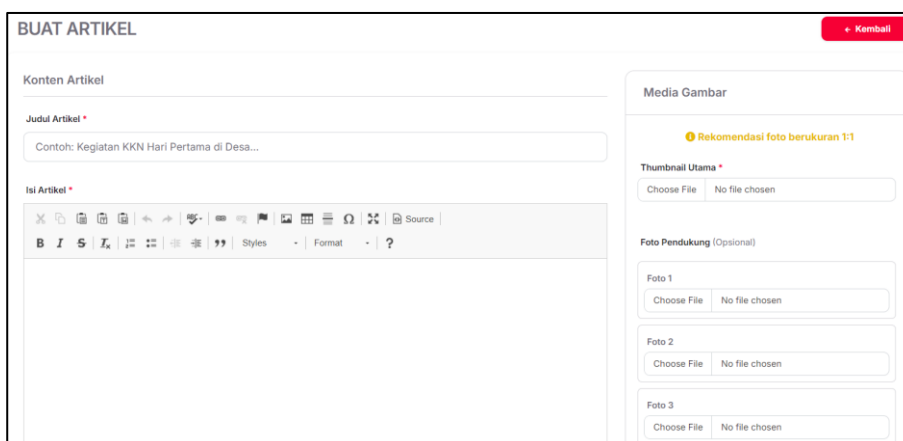 BUAT ARTIKEL
← Kembali
Konten Artikel
Judul Artikel *
Contoh: Kegiatan KKN Hari Pertama di Desa...
Isi Artikel *
Source
B I S Ix
Styles
Format
?
Media Gambar
Rekomendasi foto berukuran 1:1
Thumbnail Utama *
Choose File No file chosen
Foto Pendukung (Opsional)
Foto 1
Choose File No file chosen
Foto 2
Choose File No file chosen
Foto 3
Choose File No file chosen